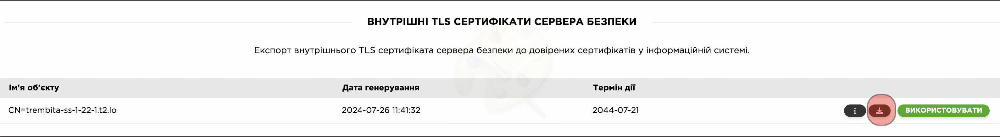 ВНУТРІШНІ TLS СЕРТИФІКАТИ СЕРВЕРА БЕЗПЕКИ
Експорт внутрішнього TLS сертифіката сервера безпеки до довірених сертифікатів у інформаційній системі.
Ім'я об'єкту Дата генерування Термін дії
CN=trembita-ss-1-22-1.t2.lo 2024-07-26 11:41:32 2044-07-21 i ВИКОРИСТОВУВАТИ